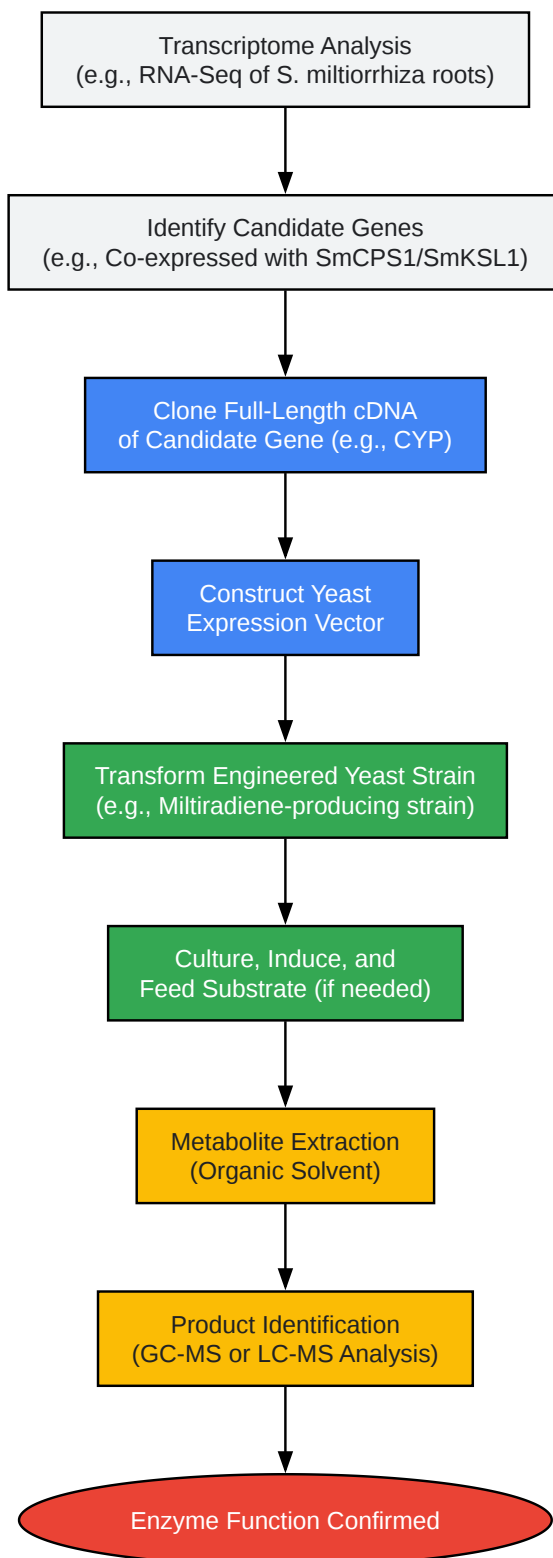 Transcriptome Analysis
(e.g., RNA-Seq of S. miltiorrhiza roots)
Identify Candidate Genes
(e.g., Co-expressed with SmCPS1/SmKSL1)
Clone Full-Length cDNA
of Candidate Gene (e.g., CYP)
Construct Yeast
Expression Vector
Transform Engineered Yeast Strain
(e.g., Miltiradiene-producing strain)
Culture, Induce, and
Feed Substrate (if needed)
Metabolite Extraction
(Organic Solvent)
Product Identification
(GC-MS or LC-MS Analysis)
Enzyme Function Confirmed